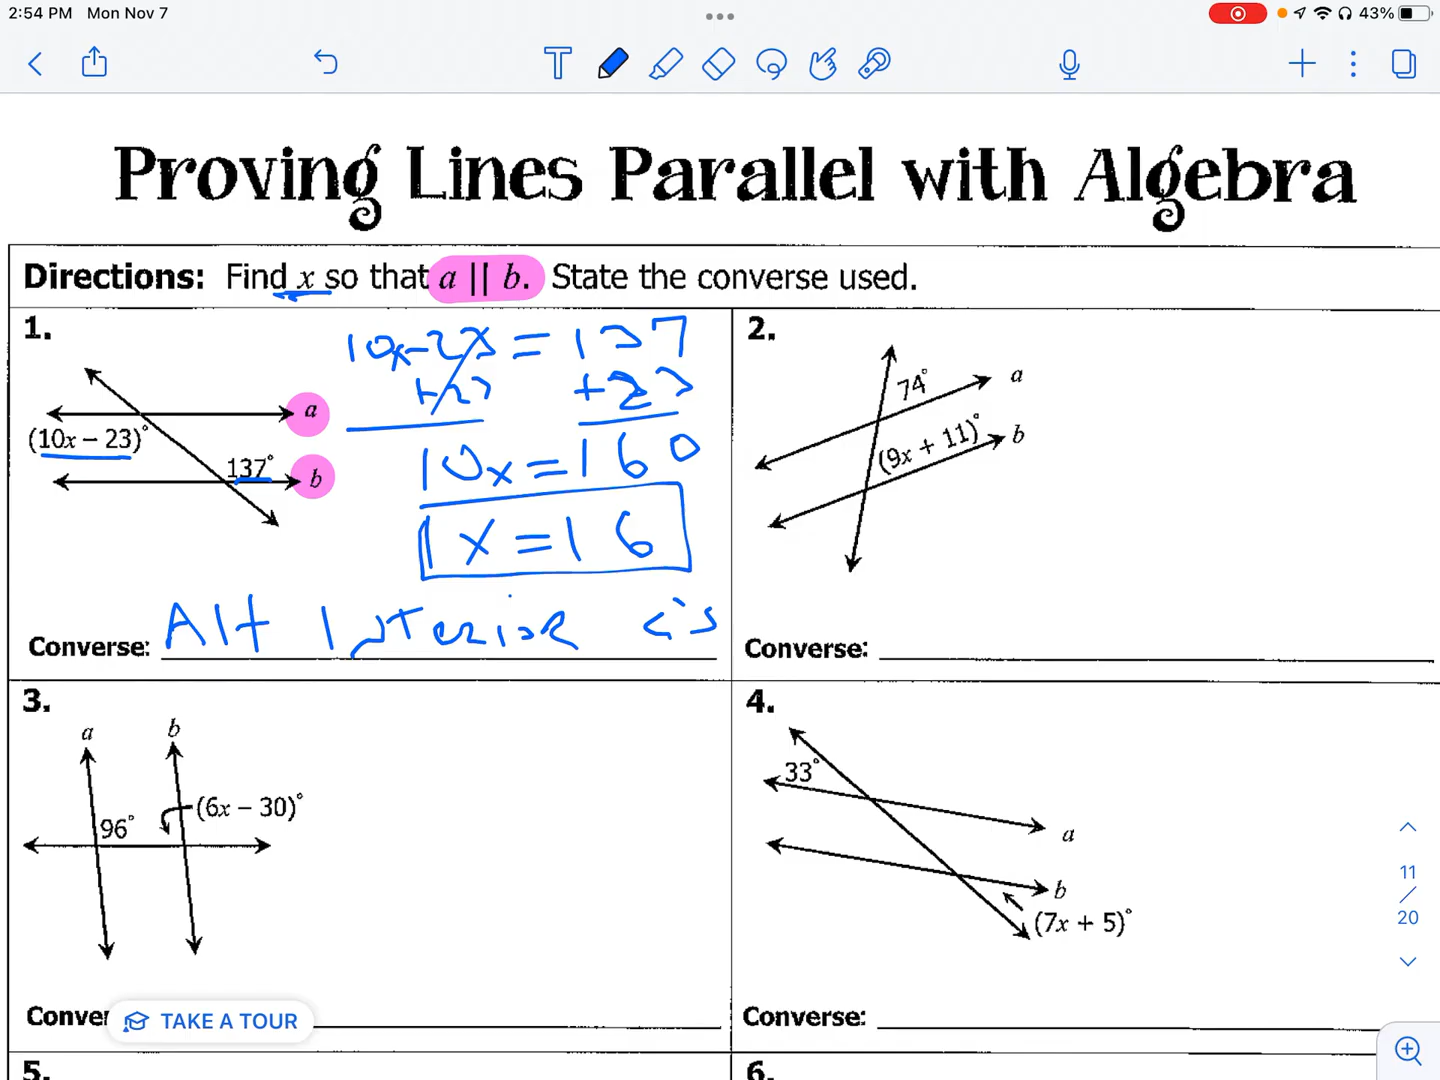 2:54 PM Mon Nov 7
43%
Proving Lines Parallel with Algebra
Directions: Find x so that a || b. State the converse used.
1.
a
(10x – 23)°
137°
b
10x-23 = 137
+23 +23
10x = 160
1x = 16
Converse: Alt Interior <'s
2.
74°
a
(9x + 11)°
b
Converse:
3.
a
b
96°
(6x – 30)°
Conver
TAKE A TOUR
4.
33°
a
b
(7x + 5)°
Converse:
11
/
20
5.
6.